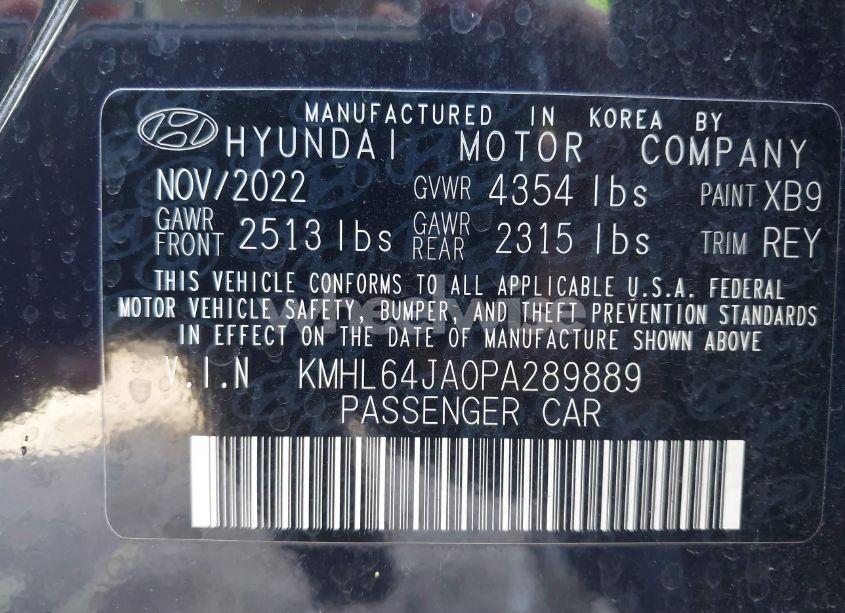 MANUFACTURED IN KOREA BY
HYUNDAI MOTOR COMPANY
NOV/2022 GVWR 4354 lbs PAINT XB9
GAWR FRONT 2513 lbs GAWR REAR 2315 lbs TRIM REY
THIS VEHICLE CONFORMS TO ALL APPLICABLE U.S.A. FEDERAL
MOTOR VEHICLE SAFETY, BUMPER, AND THEFT PREVENTION STANDARDS
IN EFFECT ON THE DATE OF MANUFACTURE SHOWN ABOVE
V.I.N KMHL64JA0PA289889
PASSENGER CAR